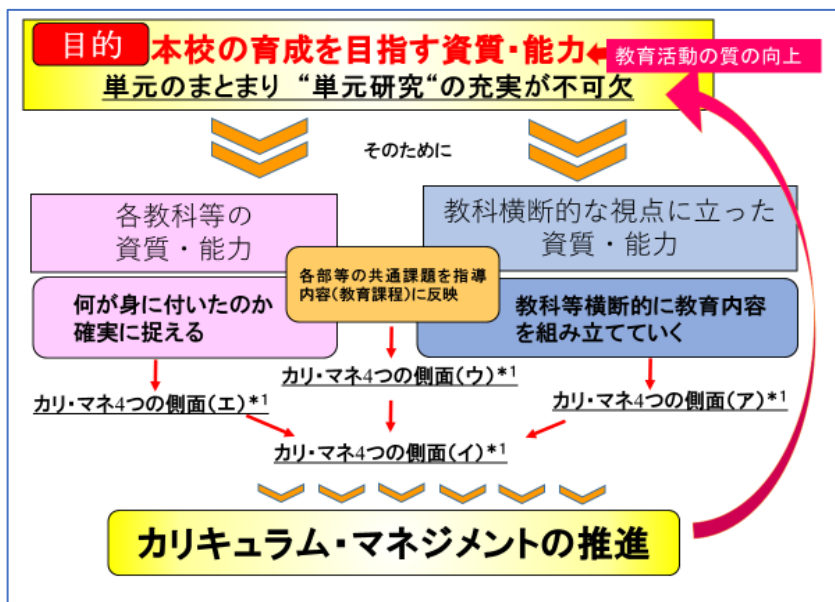 目的 本校の育成を目指す資質・能力 教育活動の質の向上
単元のまとまり “単元研究“の充実が不可欠
そのために
各教科等の
資質・能力
教科横断的な視点に立った
資質・能力
各部等の共通課題を指導
内容(教育課程)に反映
何が身に付いたのか
確実に捉える
教科等横断的に教育内容
を組み立てていく
カリ・マネ4つの側面(ウ)*1
カリ・マネ4つの側面(エ)*1
カリ・マネ4つの側面(ア)*1
カリ・マネ4つの側面(イ)*1
カリキュラム・マネジメントの推進